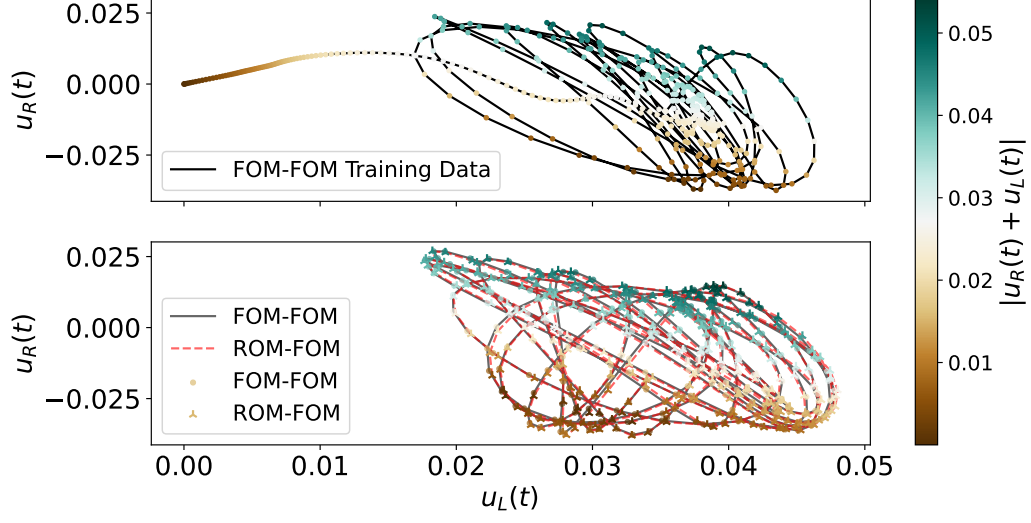 0.025
0.000
−0.025
u_R(t)
FOM-FOM Training Data
0.025
0.000
−0.025
u_R(t)
FOM-FOM
ROM-FOM
FOM-FOM
ROM-FOM
0.00 0.01 0.02 0.03 0.04 0.05
u_L(t)
0.05
0.04
0.03
0.02
0.01
|u_R(t) + u_L(t)|